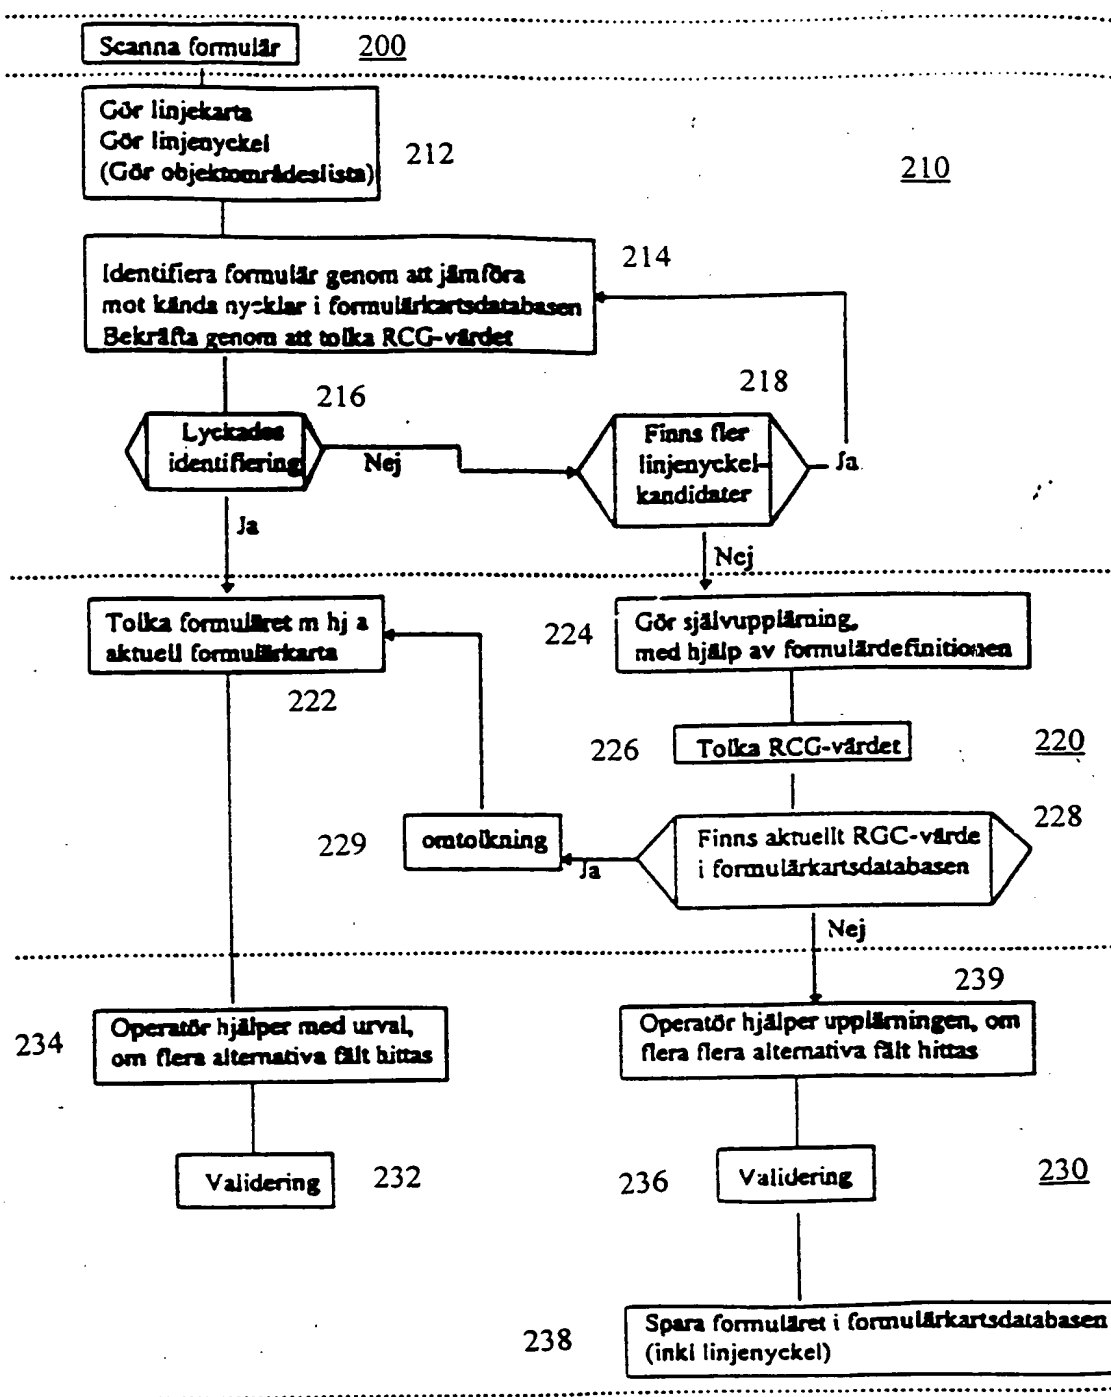 Scanna formulär 200
Gör linjekarta
Gör linjenyckel
(Gör objektområdeslista)
212
210
214
Identifiera formulär genom att jämföra
mot kända nycklar i formulärkartsdatabasen
Bekräfta genom att tolka RCG-värdet
216
218
Lyckades
identifiering
Nej
Finns fler
linjenyckel-
kandidater
Ja
Ja
Nej
Tolka formuläret m hj a
aktuell formulärkarta
222
224
Gör självupplärning,
med hjälp av formulärdefinitionen
226
Tolka RCG-värdet
220
229
omtolkning
Ja
Finns aktuellt RGC-värde
i formulärkartsdatabasen
228
Nej
239
234
Operatör hjälper med urval,
om flera alternativa fält hittas
Operatör hjälper upplärningen, om
flera flera alternativa fält hittas
Validering 232
236 Validering
230
238
Spara formuläret i formulärkartsdatabasen
(inkl linjenyckel)